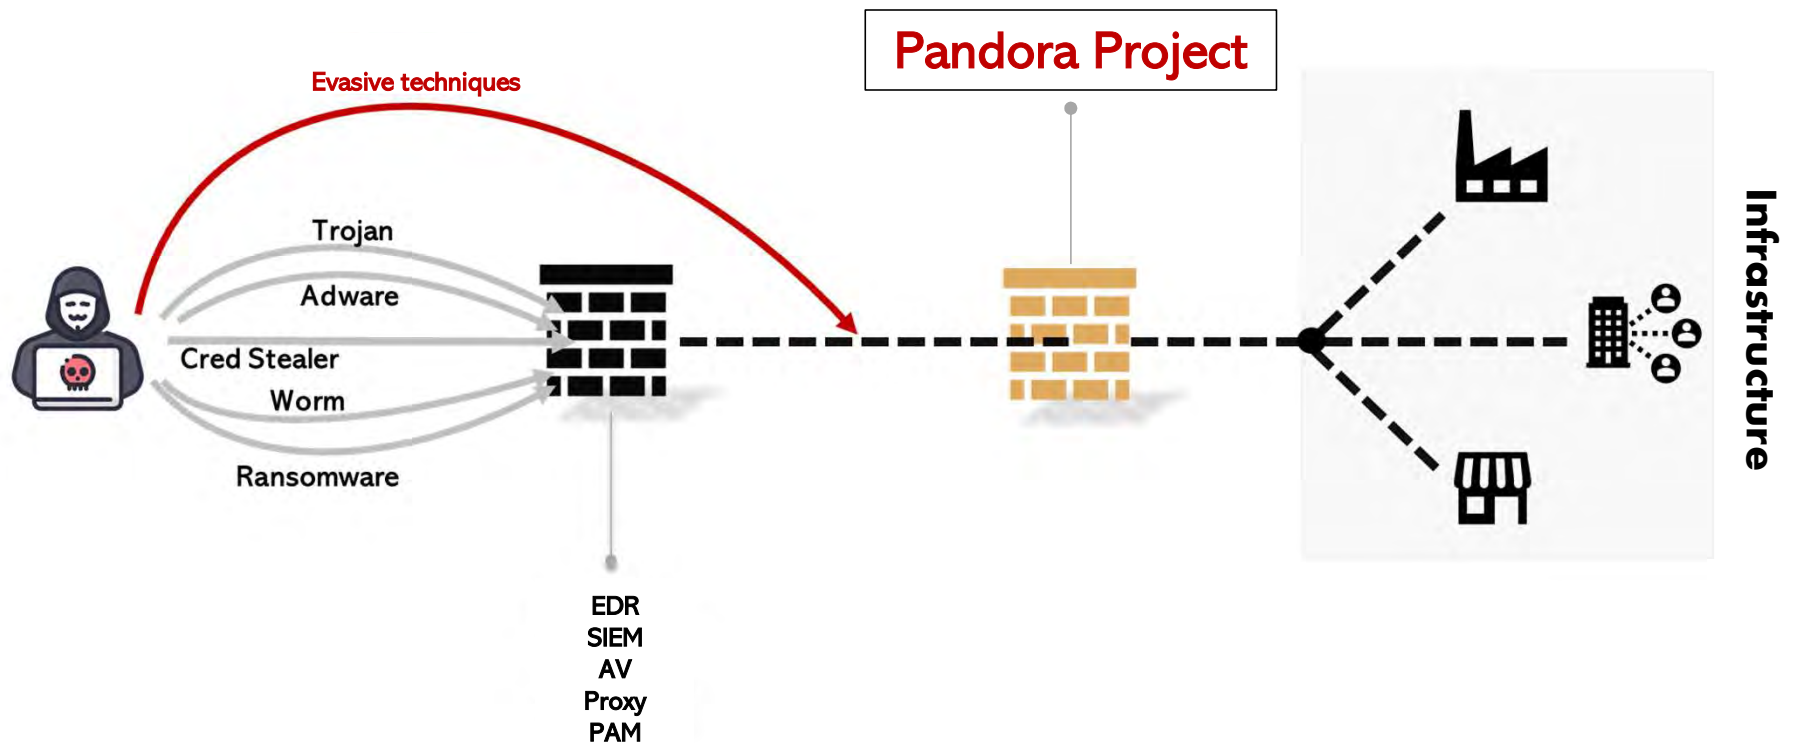 Pandora Project
Evasive techniques
Trojan
Adware
Cred Stealer
Worm
Ransomware
EDR
SIEM
AV
Proxy
PAM
Infrastructure